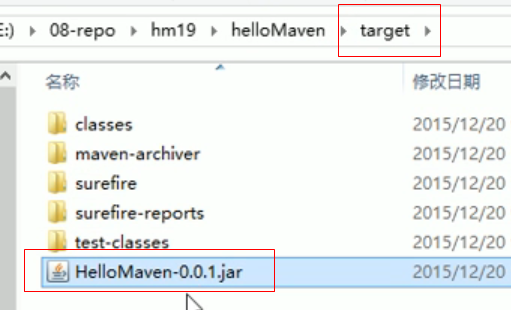 E:) 08-repo hm19 helloMaven target
名称 修改日期
classes 2015/12/20
maven-archiver 2015/12/20
surefire 2015/12/20
surefire-reports 2015/12/20
test-classes 2015/12/20
HelloMaven-0.0.1.jar 2015/12/20